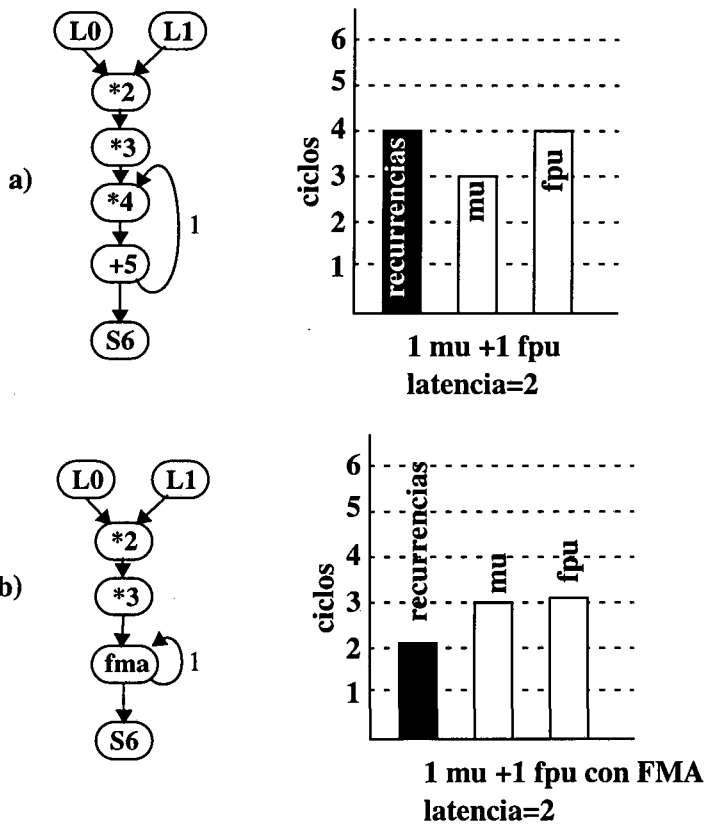 a)
L0 L1
*2
*3
*4
1
+5
S6
ciclos
6
5
4
3
2
1
recurrencias
mu
fpu
1 mu +1 fpu
latencia=2
b)
L0 L1
*2
*3
fma
1
S6
ciclos
6
5
4
3
2
1
recurrencias
mu
fpu
1 mu +1 fpu con FMA
latencia=2